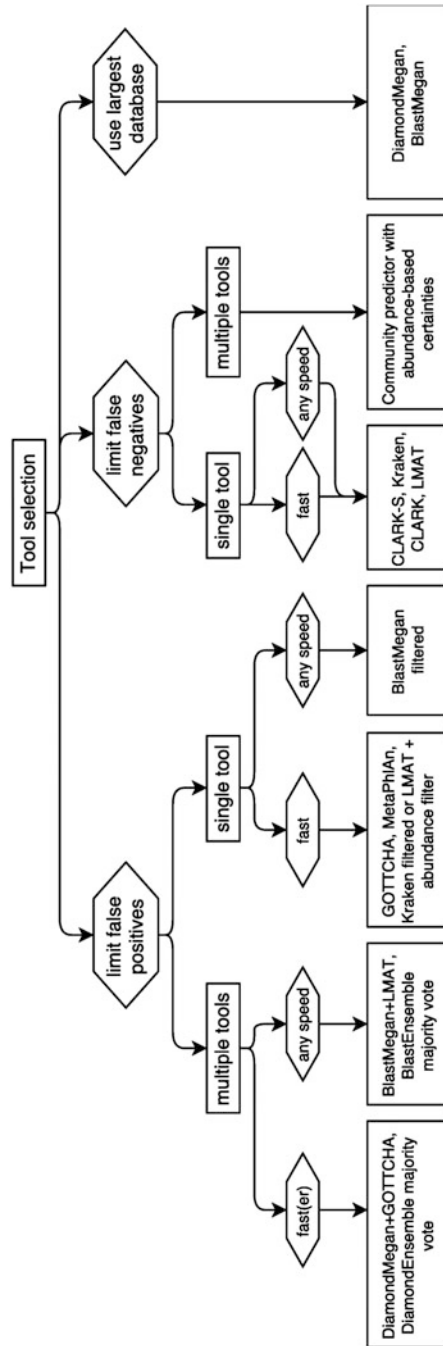 Tool selection
limit false
positives
limit false
negatives
use largest
database
multiple tools
single tool
single tool
multiple tools
fast(er)
any speed
fast
any speed
fast
any speed
DiamondMegan+GOTTCHA,
DiamondEnsemble majority
vote
BlastMegan+LMAT,
BlastEnsemble
majority vote
GOTTCHA, MetaPhlAn,
Kraken filtered or LMAT +
abundance filter
BlastMegan
filtered
CLARK-S, Kraken,
CLARK, LMAT
Community predictor with
abundance-based
certainties
DiamondMegan,
BlastMegan